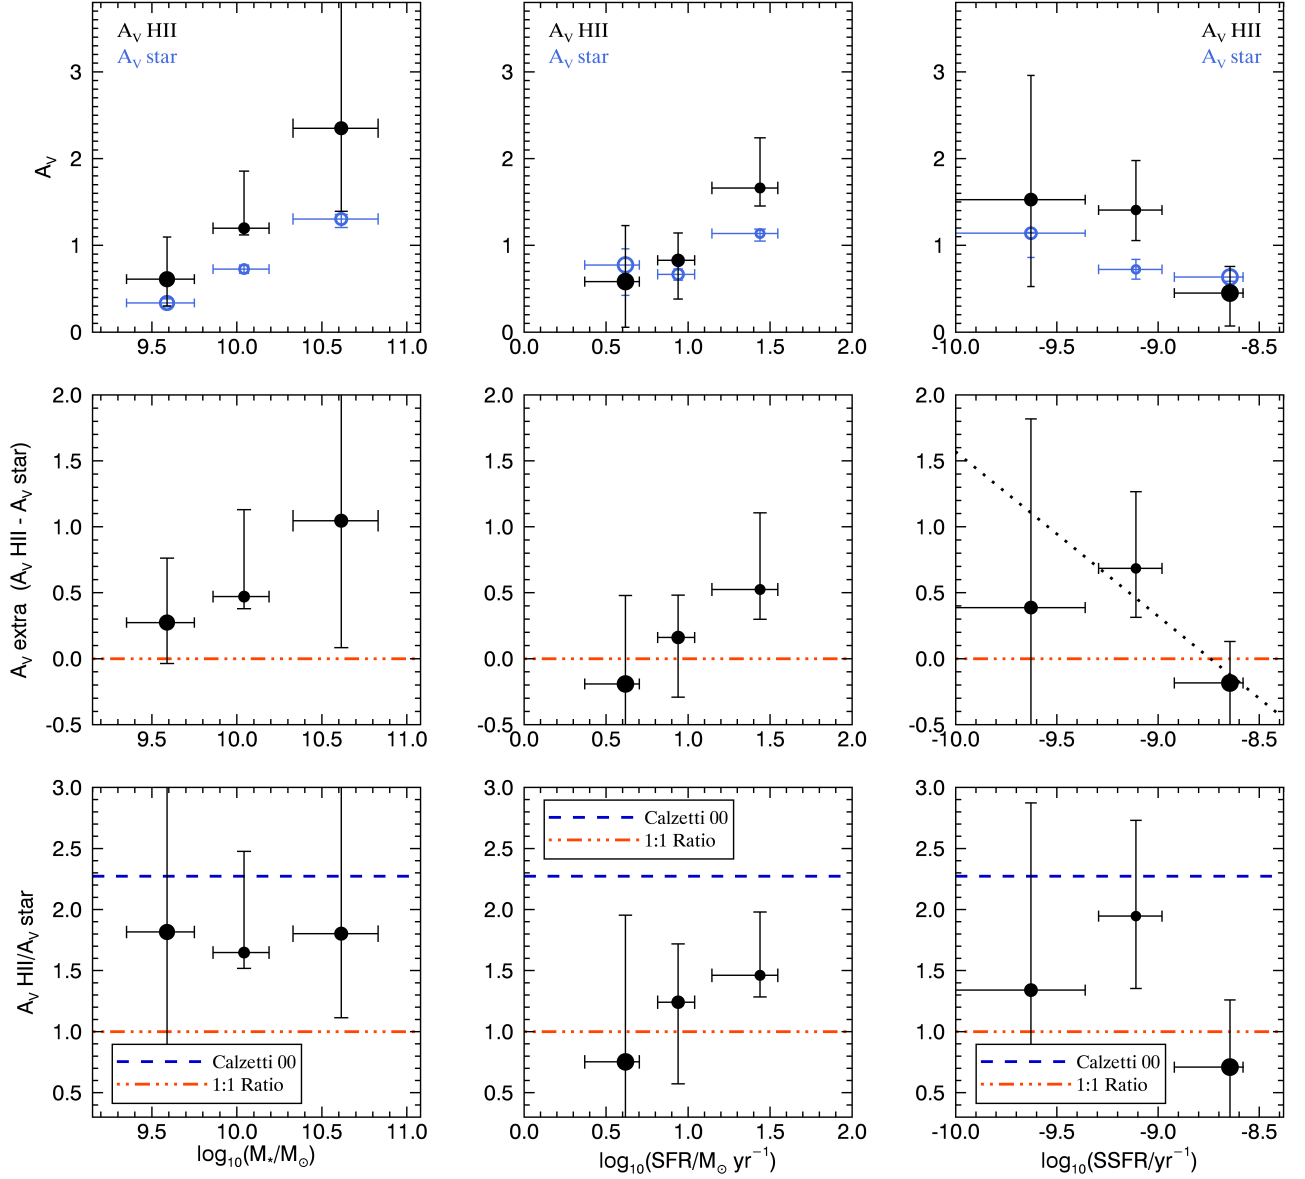 A_V HII
A_V star
A_V HII
A_V star
A_V HII
A_V star
3
2
1
0
A_V
9.5 10.0 10.5 11.0
3
2
1
0
0.0 0.5 1.0 1.5 2.0
3
2
1
0
-10.0 -9.5 -9.0 -8.5
2.0
1.5
1.0
0.5
0.0
-0.5
A_V extra (A_V HII - A_V star)
9.5 10.0 10.5 11.0
2.0
1.5
1.0
0.5
0.0
-0.5
0.0 0.5 1.0 1.5 2.0
2.0
1.5
1.0
0.5
0.0
-0.5
-10.0 -9.5 -9.0 -8.5
3.0
2.5
2.0
1.5
1.0
0.5
A_V HII/A_V star
Calzetti 00
1:1 Ratio
9.5 10.0 10.5 11.0
log₁₀(M_*/M_⊙)
3.0
2.5
2.0
1.5
1.0
0.5
Calzetti 00
1:1 Ratio
0.0 0.5 1.0 1.5 2.0
log₁₀(SFR/M_⊙ yr⁻¹)
3.0
2.5
2.0
1.5
1.0
0.5
Calzetti 00
1:1 Ratio
-10.0 -9.5 -9.0 -8.5
log₁₀(SSFR/yr⁻¹)